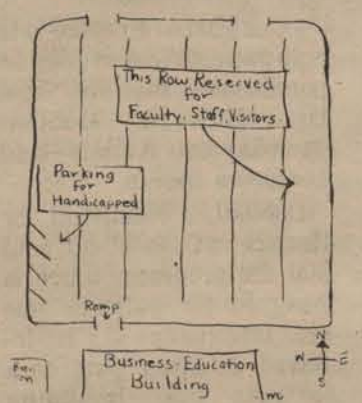 This Row Reserved
for
Faculty, Staff, Visitors
Parking
for
Handicapped
Ramp
N
W E
S
Business-Education
Building
m